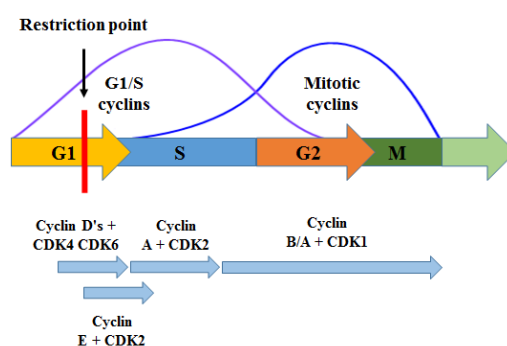 Restriction point
G1/S
cyclins
Mitotic
cyclins
G1
S
G2
M
Cyclin D's +
CDK4 CDK6
Cyclin
A + CDK2
Cyclin
B/A + CDK1
Cyclin
E + CDK2